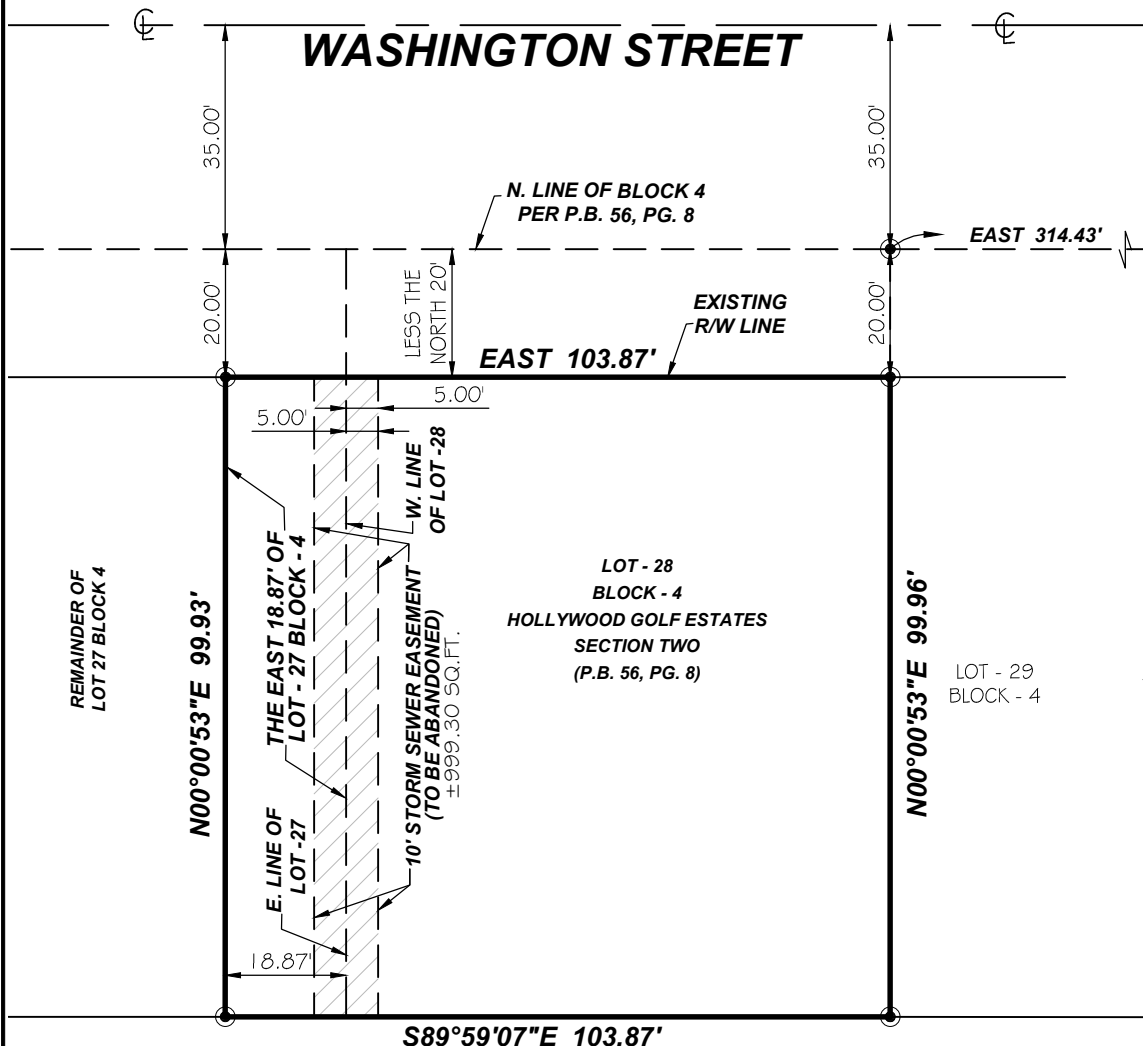 ℄
℄
WASHINGTON STREET
35.00'
35.00'
N. LINE OF BLOCK 4
PER P.B. 56, PG. 8
EAST 314.43'
20.00'
LESS THE
NORTH 20'
EXISTING
R/W LINE
20.00'
EAST 103.87'
5.00'
5.00'
W. LINE
OF LOT -28
REMAINDER OF
LOT 27 BLOCK 4
N00°00'53"E 99.93'
THE EAST 18.87' OF
LOT - 27 BLOCK - 4
10' STORM SEWER EASEMENT
(TO BE ABANDONED)
±999.30 SQ.FT.
LOT - 28
BLOCK - 4
HOLLYWOOD GOLF ESTATES
SECTION TWO
(P.B. 56, PG. 8)
N00°00'53"E 99.96'
LOT - 29
BLOCK - 4
E. LINE OF
LOT -27
18.87'
S89°59'07"E 103.87'